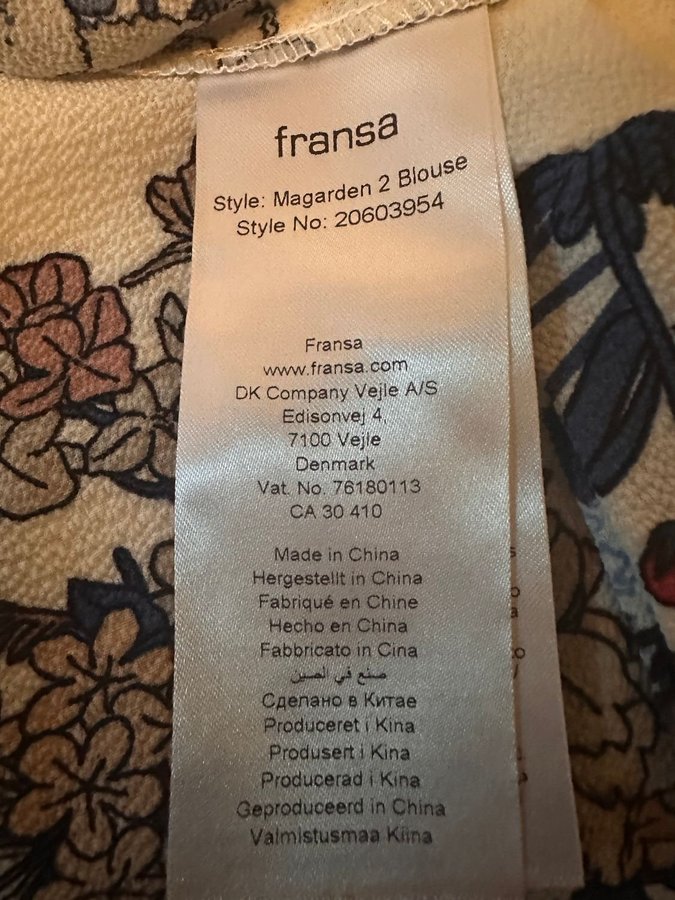 fransa
Style: Magarden 2 Blouse
Style No: 20603954
Fransa
www.fransa.com
DK Company Vejle A/S
Edisonvej 4,
7100 Vejle
Denmark
Vat. No. 76180113
CA 30 410
Made in China
Hergestellt in China
Fabriqué en Chine
Hecho en China
Fabbricato in Cina
صنع في الصين
Сделано в Китае
Produceret i Kina
Produsert i Kina
Producerad i Kina
Geproduceerd in China
Valmistusmaa Kiina